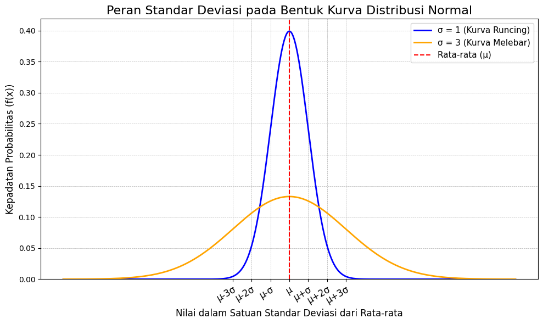 Peran Standar Deviasi pada Bentuk Kurva Distribusi Normal
σ = 1 (Kurva Runcing)
σ = 3 (Kurva Melebar)
Rata-rata (μ)
Kepadatan Probabilitas (f(x))
0.40
0.35
0.30
0.25
0.20
0.15
0.10
0.05
0.00
μ-3σ
μ-2σ
μ-σ
μ
μ+σ
μ+2σ
μ+3σ
Nilai dalam Satuan Standar Deviasi dari Rata-rata